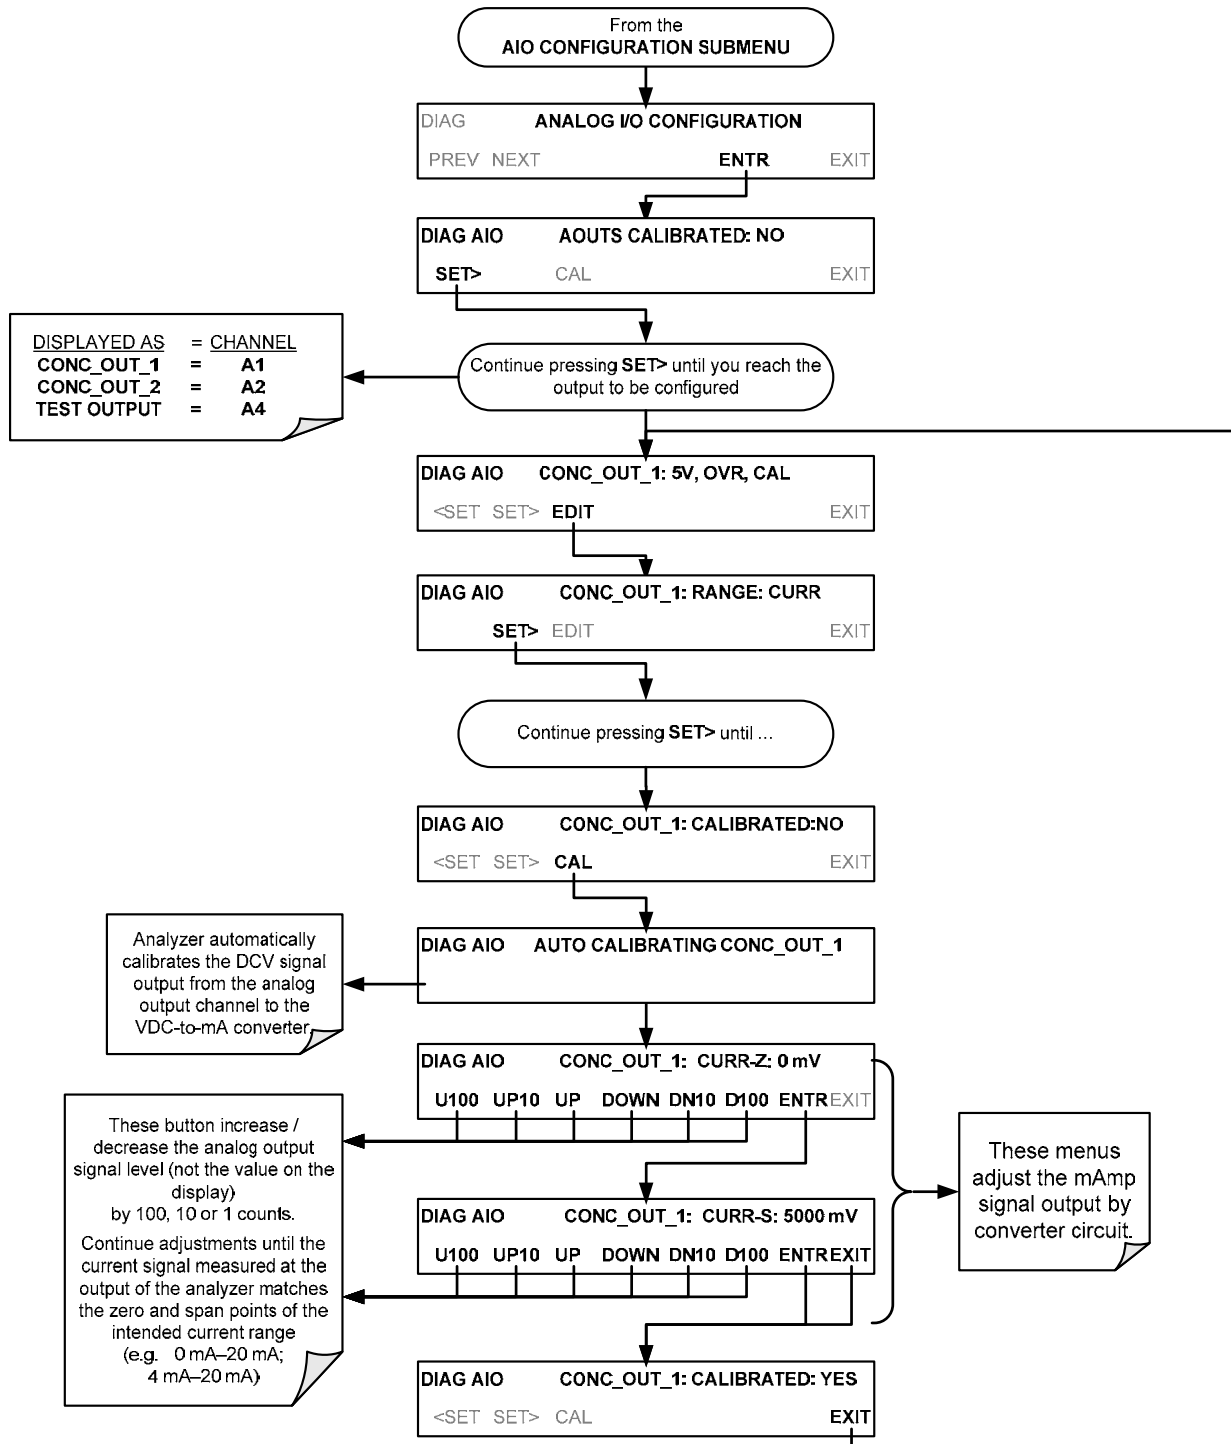 From the
AIO CONFIGURATION SUBMENU
DIAG ANALOG I/O CONFIGURATION
PREV NEXT ENTR EXIT
DIAG AIO AOUTS CALIBRATED: NO
SET> CAL EXIT
DISPLAYED AS = CHANNEL
CONC_OUT_1 = A1
CONC_OUT_2 = A2
TEST OUTPUT = A4
Continue pressing SET> until you reach the
output to be configured
DIAG AIO CONC_OUT_1: 5V, OVR, CAL
<SET SET> EDIT EXIT
DIAG AIO CONC_OUT_1: RANGE: CURR
SET> EDIT EXIT
Continue pressing SET> until ...
DIAG AIO CONC_OUT_1: CALIBRATED:NO
<SET SET> CAL EXIT
Analyzer automatically
calibrates the DCV signal
output from the analog
output channel to the
VDC-to-mA converter.
DIAG AIO AUTO CALIBRATING CONC_OUT_1
DIAG AIO CONC_OUT_1: CURR-Z: 0 mV
U100 UP10 UP DOWN DN10 D100 ENTR EXIT
These button increase /
decrease the analog output
signal level (not the value on the
display)
by 100, 10 or 1 counts.
Continue adjustments until the
current signal measured at the
output of the analyzer matches
the zero and span points of the
intended current range
(e.g. 0 mA–20 mA;
4 mA–20 mA)
DIAG AIO CONC_OUT_1: CURR-S: 5000 mV
U100 UP10 UP DOWN DN10 D100 ENTR EXIT
These menus
adjust the mAmp
signal output by
converter circuit.
DIAG AIO CONC_OUT_1: CALIBRATED: YES
<SET SET> CAL EXIT